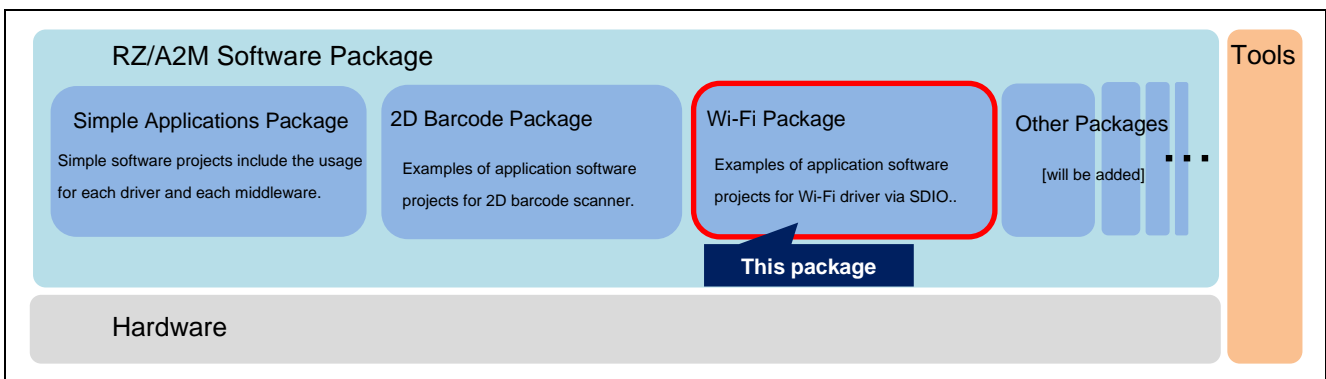 RZ/A2M Software Package
Tools
Simple Applications Package
Simple software projects include the usage
for each driver and each middleware.
2D Barcode Package
Examples of application software
projects for 2D barcode scanner.
Wi-Fi Package
Examples of application software
projects for Wi-Fi driver via SDIO..
This package
Other Packages
[will be added]
...
Hardware